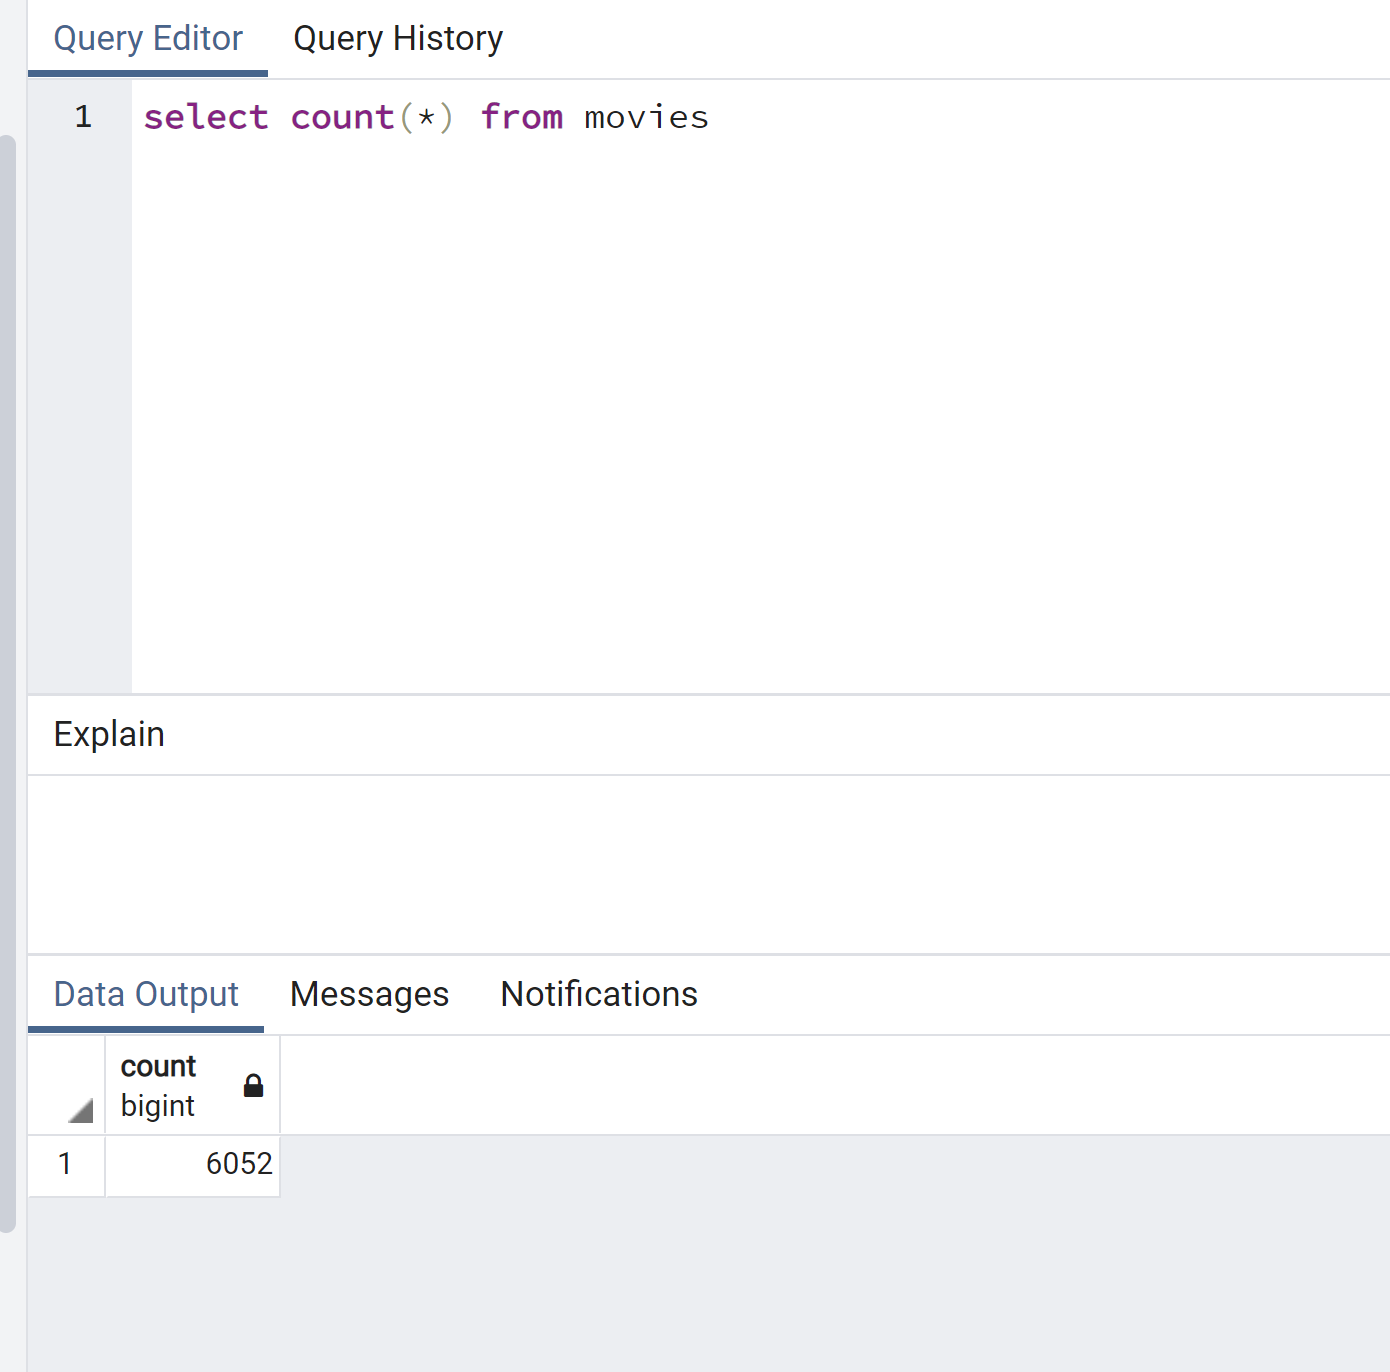 Query Editor Query History
1 select count(*) from movies
Explain
Data Output Messages Notifications
count
bigint
1 6052